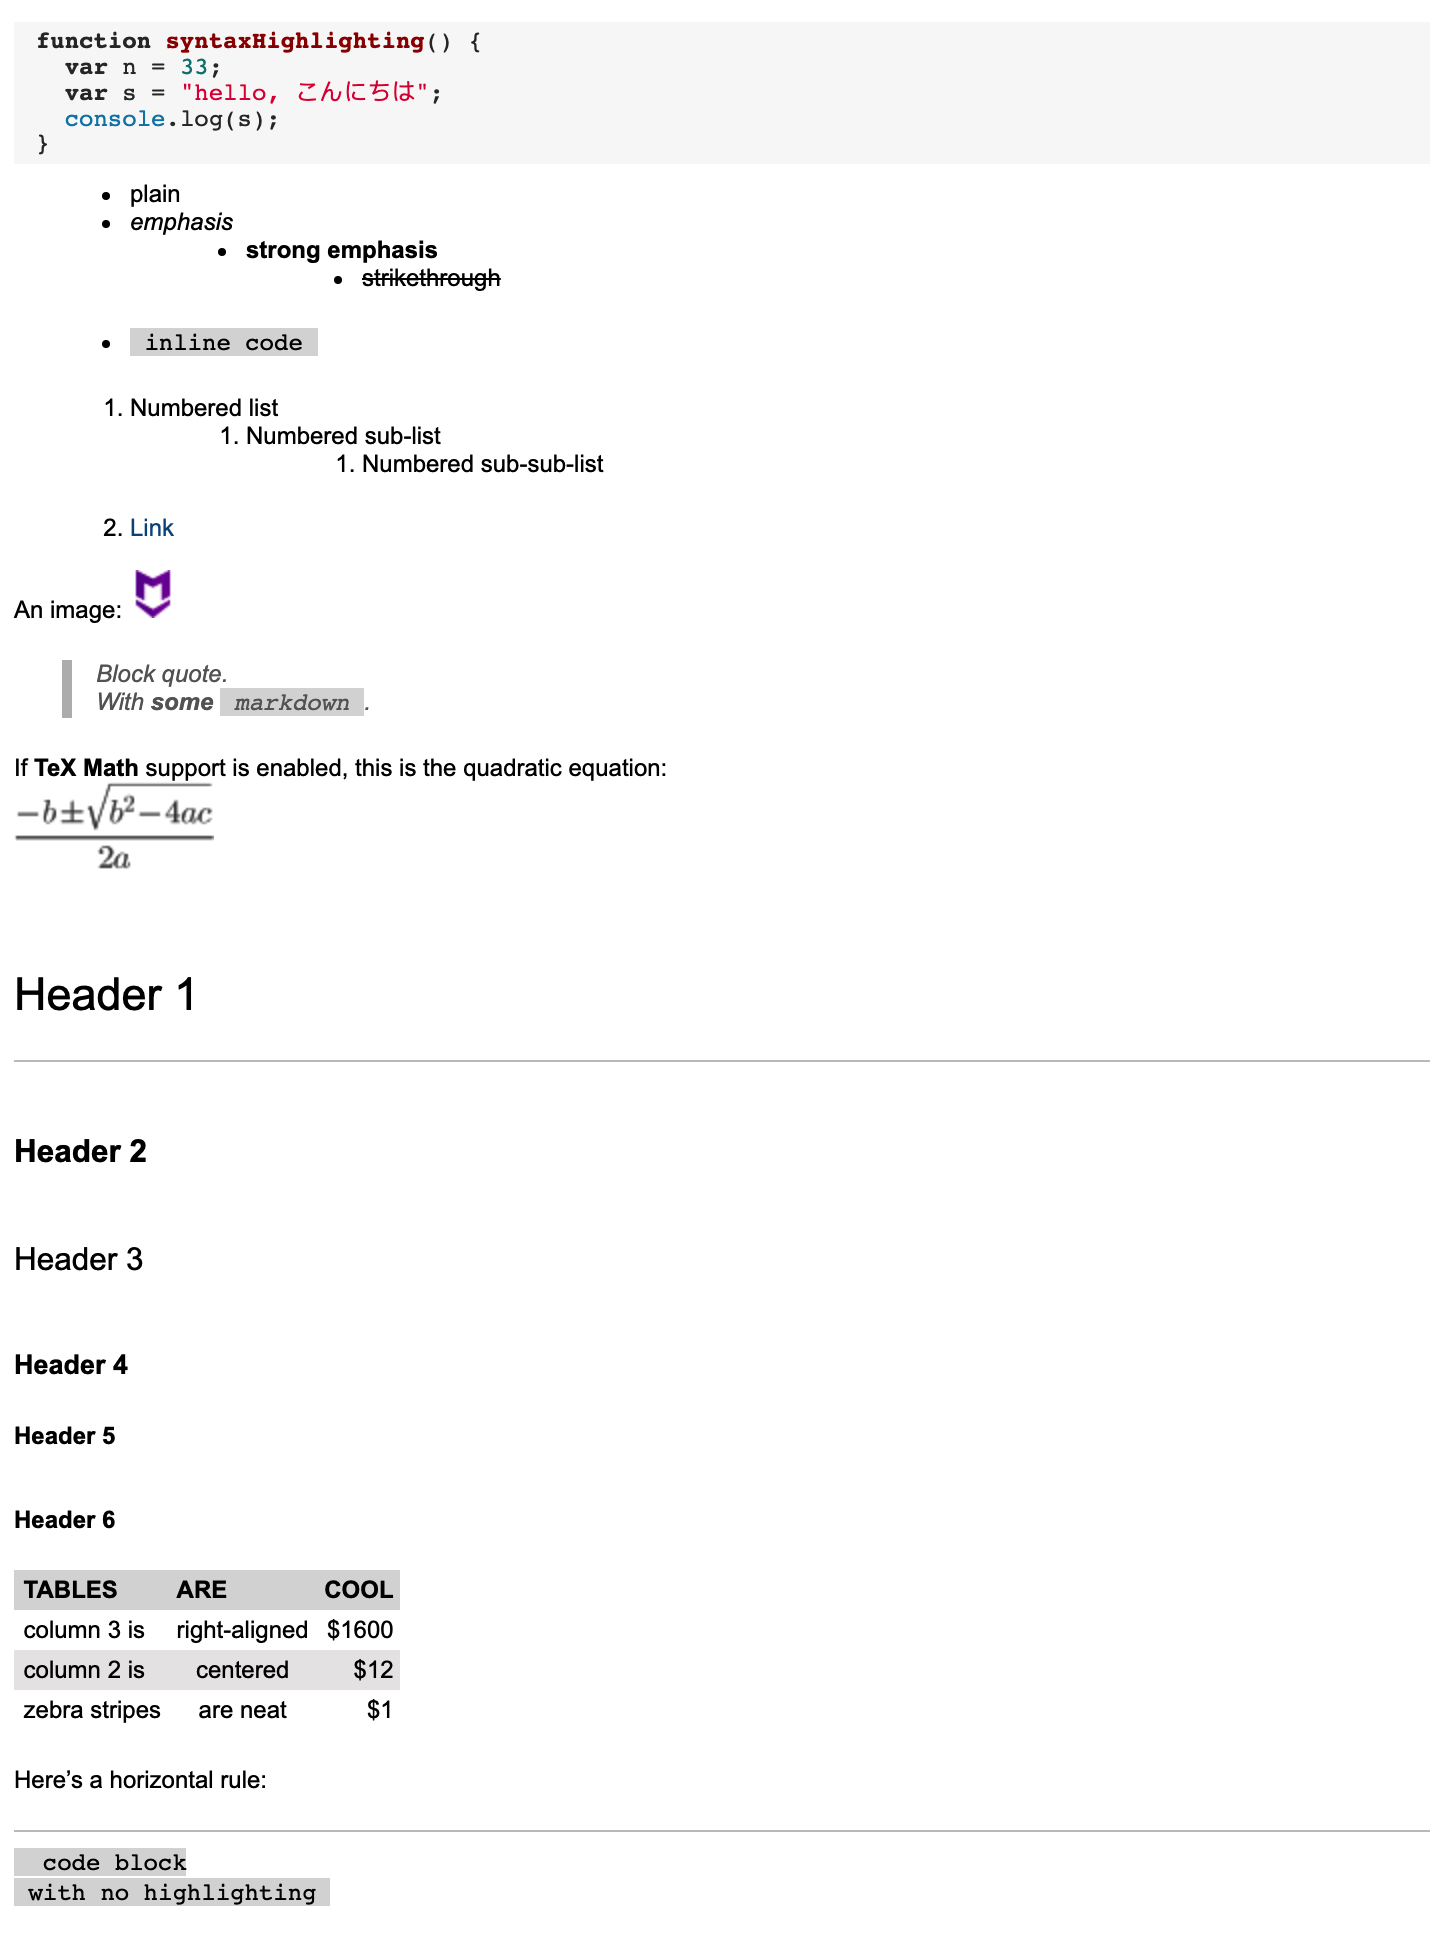 function syntaxHighlighting() {
  var n = 33;
  var s = "hello, こんにちは";
  console.log(s);
}
• plain
• emphasis
• strong emphasis
• strikethrough
• inline code
1. Numbered list
1. Numbered sub-list
1. Numbered sub-sub-list
2. Link
An image:
Block quote.
With some markdown .
If TeX Math support is enabled, this is the quadratic equation:
−b±√b²−4ac
2a
Header 1
Header 2
Header 3
Header 4
Header 5
Header 6
TABLES ARE COOL
column 3 is right-aligned $1600
column 2 is centered $12
zebra stripes are neat $1
Here’s a horizontal rule:
code block
with no highlighting